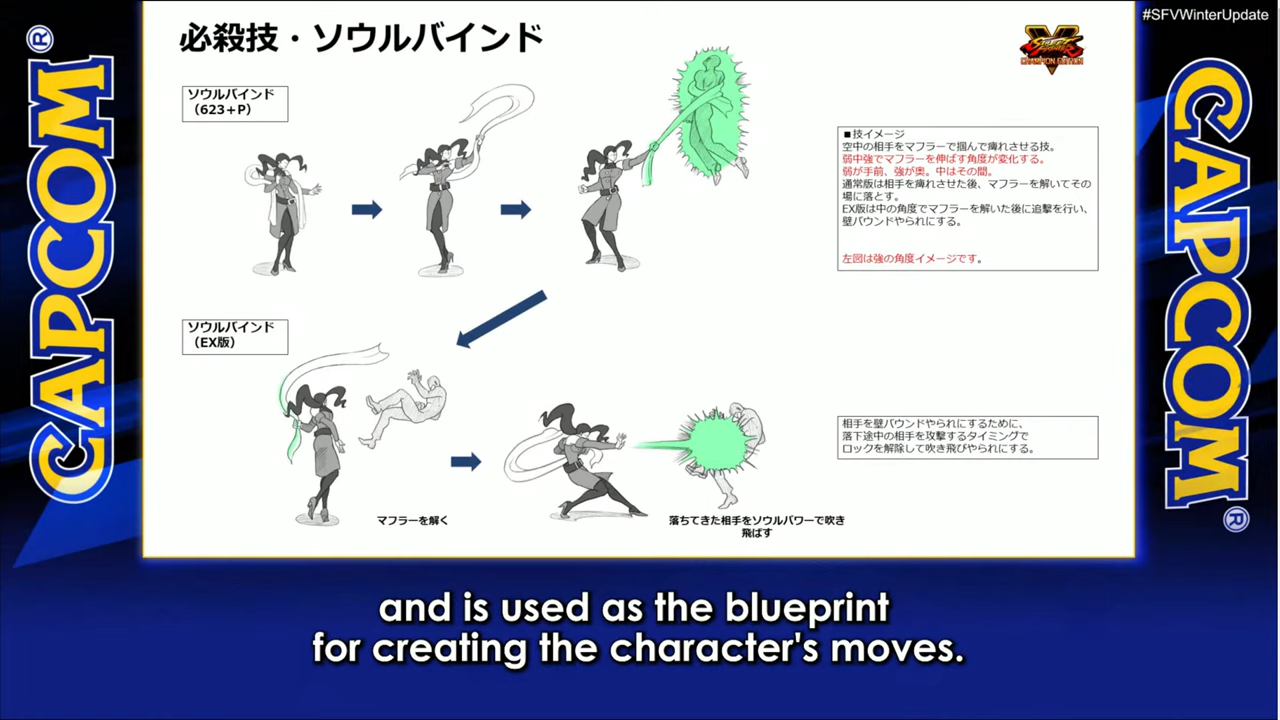 #SFVWinterUpdate
CAPCOM®
必殺技・ソウルバインド
STREET FIGHTER V
CHAMPION EDITION
ソウルバインド
（623＋P）
■技イメージ
空中の相手をマフラーで掴んで痺れさせる技。
弱中強でマフラーを伸ばす角度が変化する。
弱が手前、強が奥。中はその間。
通常版は相手を痺れさせた後、マフラーを解いてその
場に落とす。
EX版は中の角度でマフラーを解いた後に追撃を行い、
壁バウンドやられにする。
左図は強の角度イメージです。
ソウルバインド
（EX版）
相手を壁バウンドやられにするために、
落下途中の相手を攻撃するタイミングで
ロックを解除して吹き飛びやられにする。
マフラーを解く
落ちてきた相手をソウルパワーで吹き
飛ばす
CAPCOM®
and is used as the blueprint
for creating the character's moves.